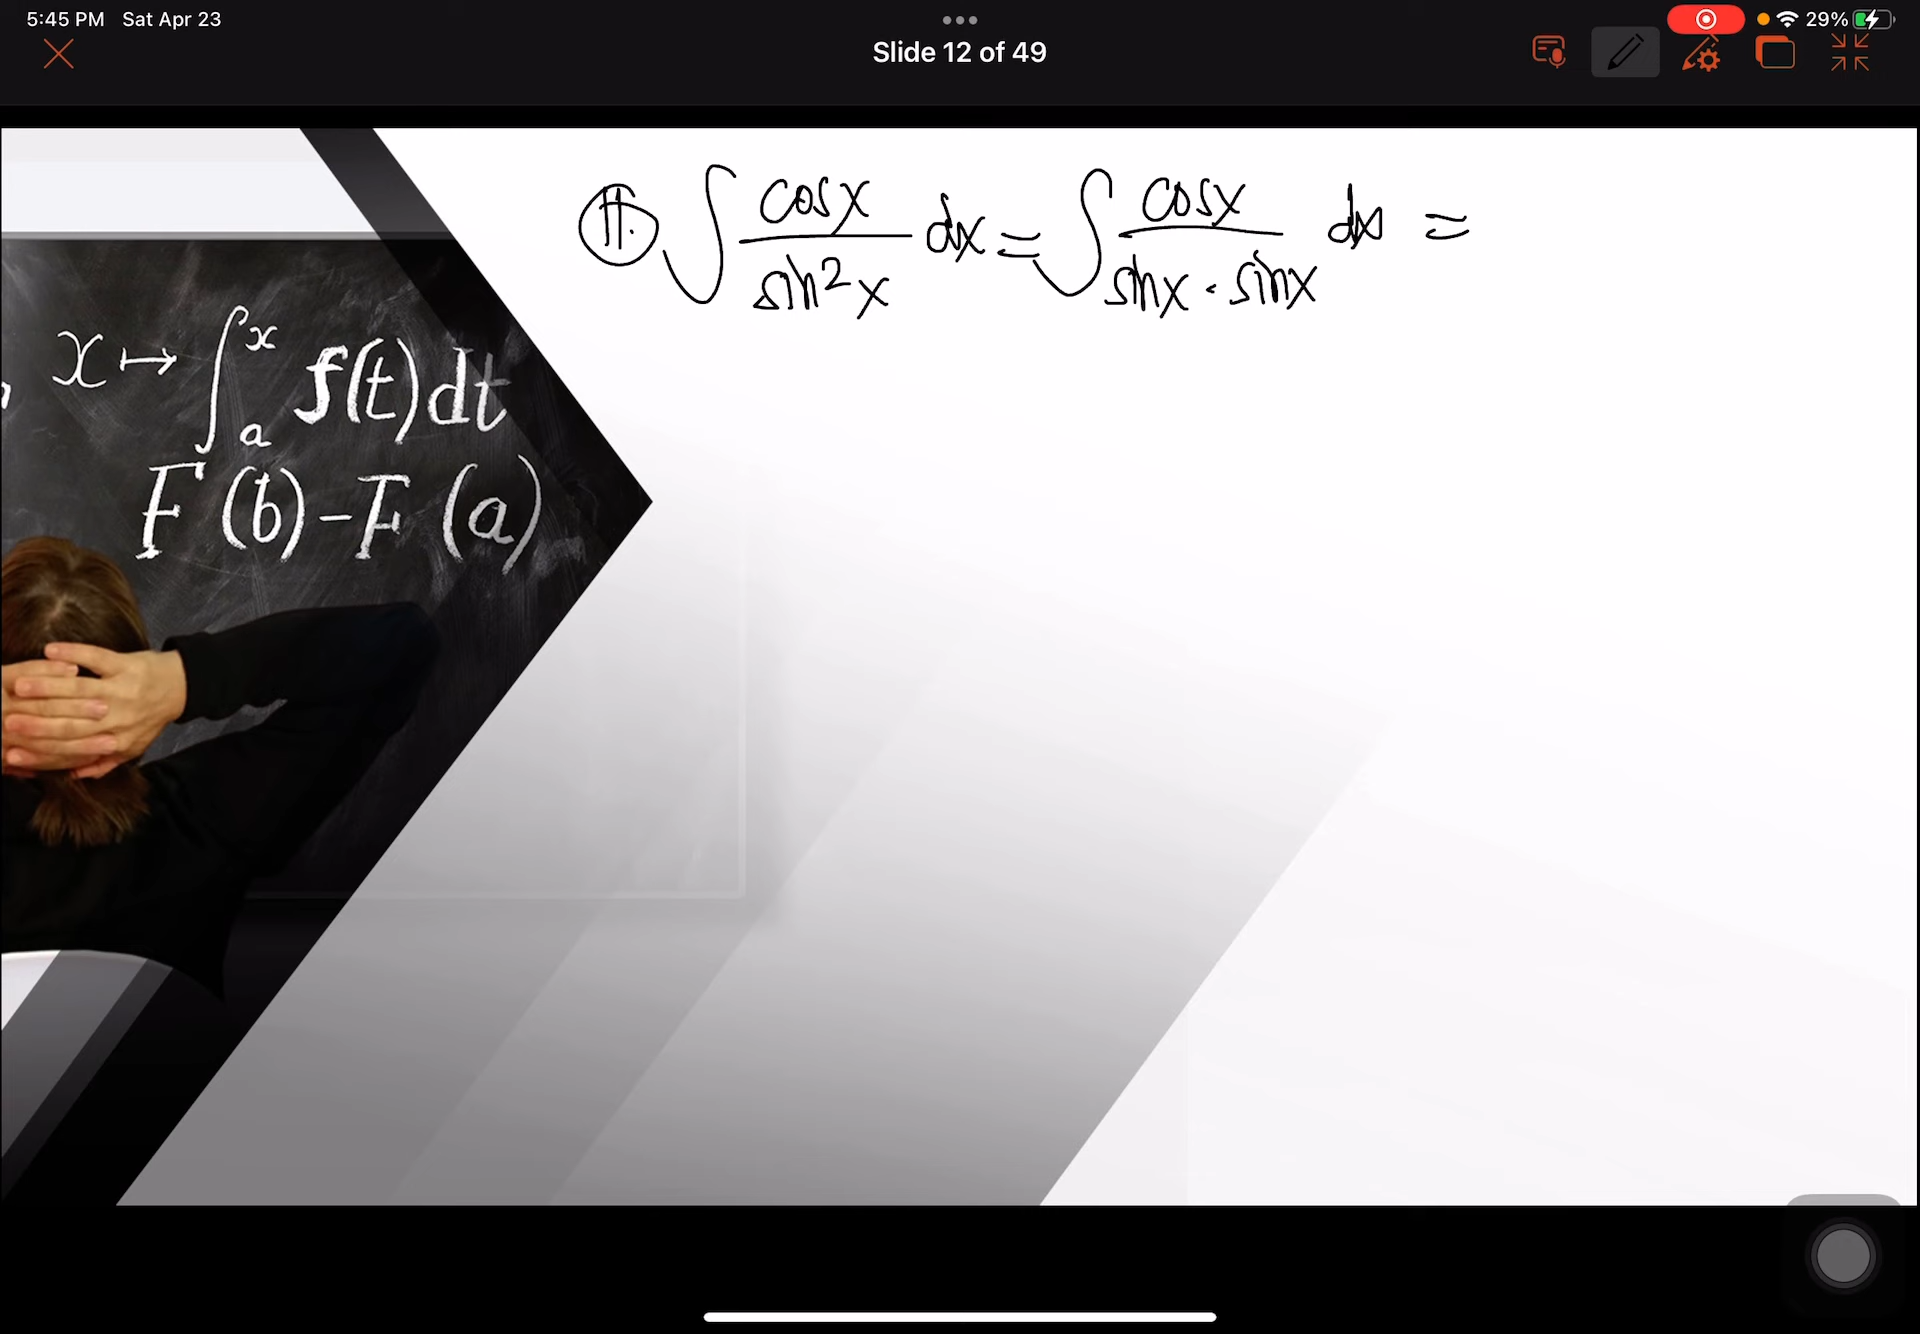 5:45 PM Sat Apr 23
29%
Slide 12 of 49
⑪ ∫ cosx / sin²x dx = ∫ cosx / sinx · sinx dx =
, x ↦ ∫ₐˣ f(t)dt
F(b)-F(a)